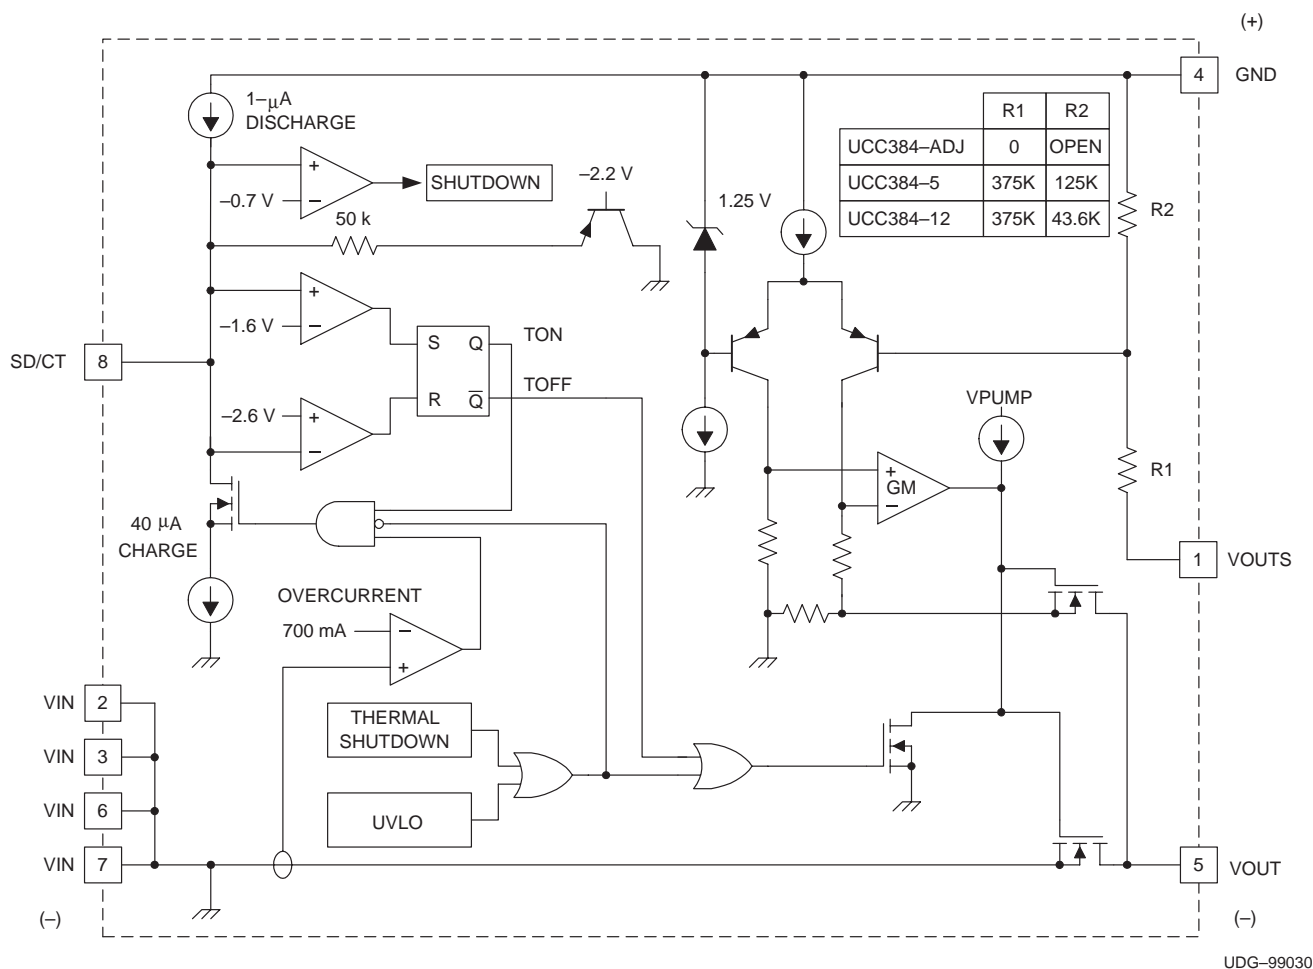 (+)
4
GND
1–μA
DISCHARGE
R1 R2
UCC384–ADJ 0 OPEN
UCC384–5 375K 125K
UCC384–12 375K 43.6K
+
–
–0.7 V
SHUTDOWN
–2.2 V
50 k
1.25 V
R2
+
–
–1.6 V
S Q
R Q̅
TON
TOFF
SD/CT
8
–2.6 V
+
–
VPUMP
+
GM
–
R1
40 μA
CHARGE
1
VOUTS
OVERCURRENT
700 mA
–
+
VIN
2
VIN
3
VIN
6
VIN
7
THERMAL
SHUTDOWN
UVLO
5
VOUT
(–)
(–)
UDG–99030